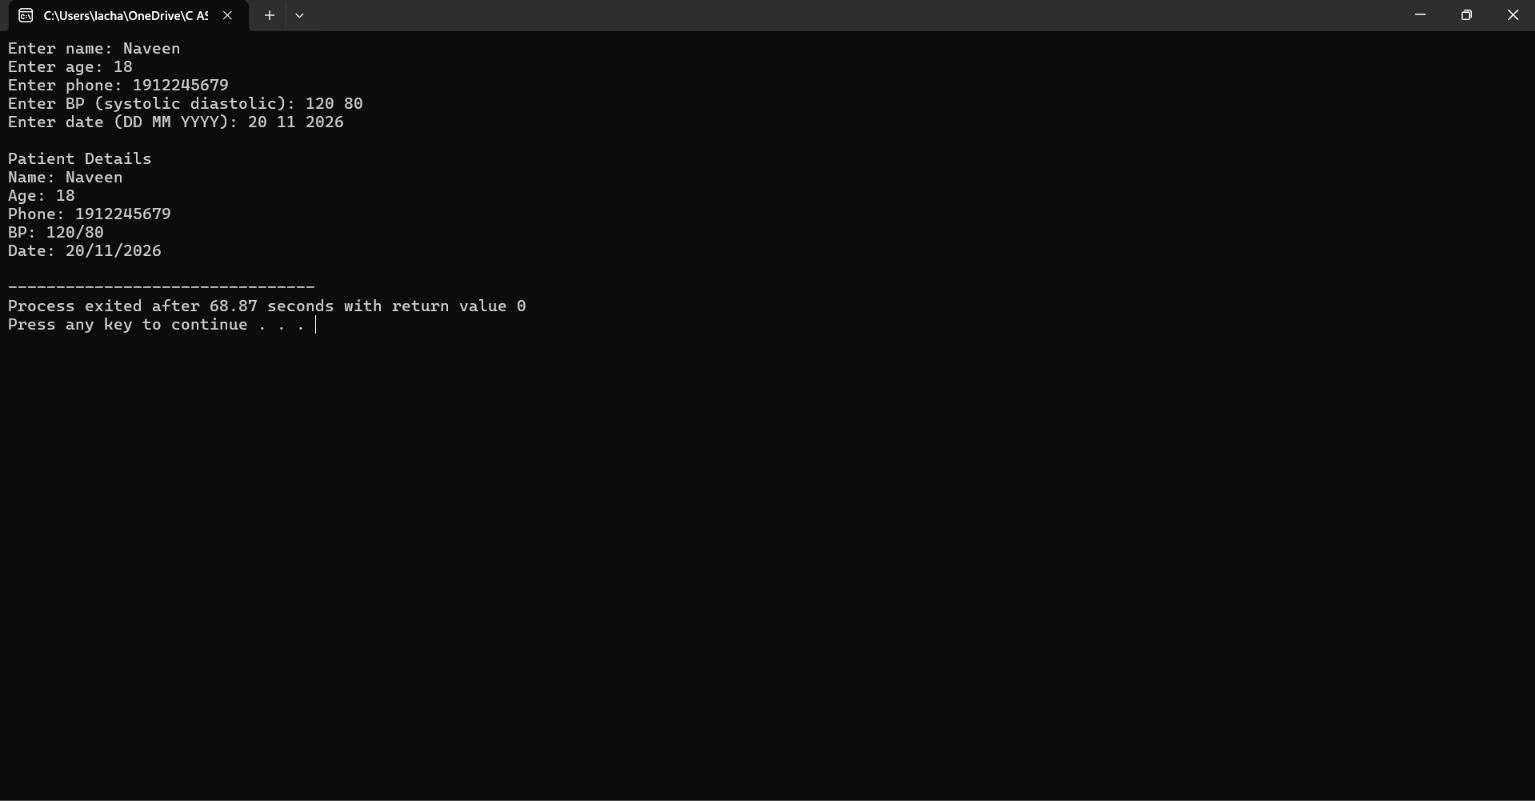 C:\Users\lacha\OneDrive\C AS
Enter name: Naveen
Enter age: 18
Enter phone: 1912245679
Enter BP (systolic diastolic): 120 80
Enter date (DD MM YYYY): 20 11 2026
Patient Details
Name: Naveen
Age: 18
Phone: 1912245679
BP: 120/80
Date: 20/11/2026
--------------------------------
Process exited after 68.87 seconds with return value 0
Press any key to continue . . .